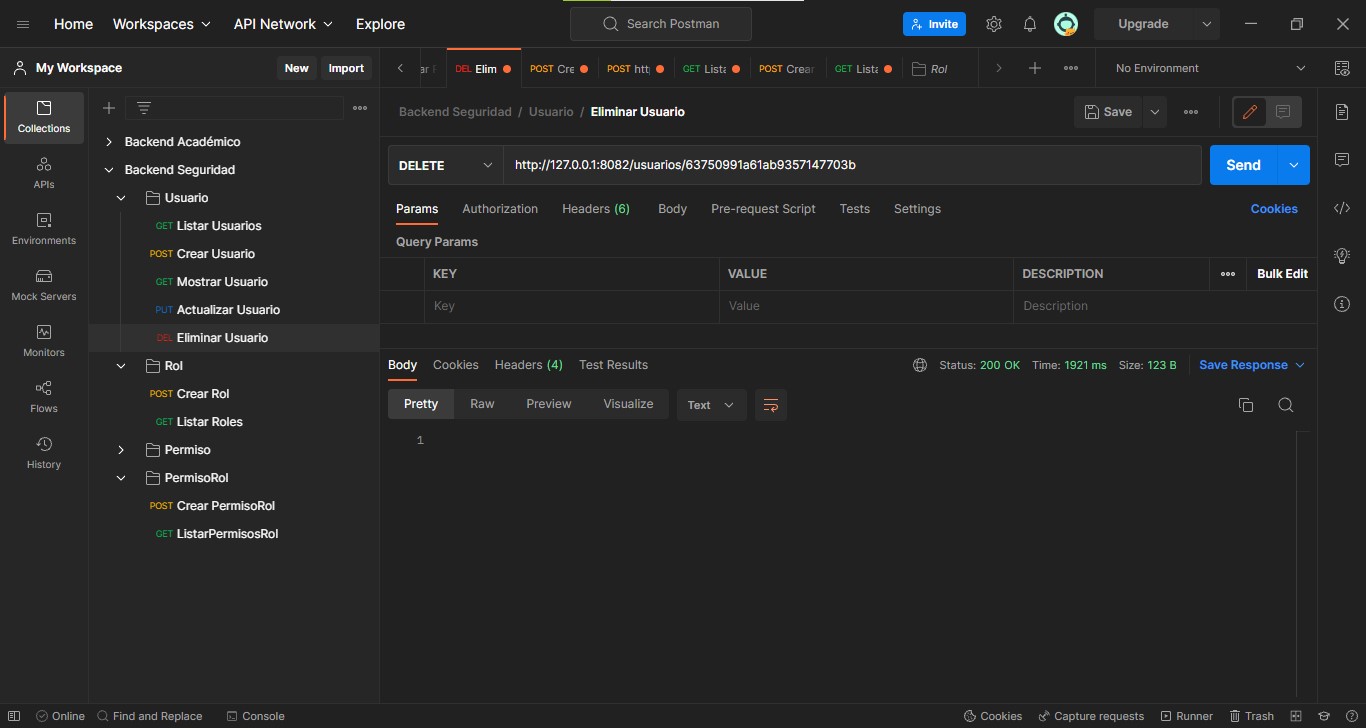 Home Workspaces API Network Explore Search Postman Invite Upgrade
My Workspace New Import DEL Elim POST Cre POST htt GET Lista POST Crear GET Lista Rol No Environment
Collections
APIs
Environments
Mock Servers
Monitors
Flows
History
Backend Académico
Backend Seguridad
Usuario
GET Listar Usuarios
POST Crear Usuario
GET Mostrar Usuario
PUT Actualizar Usuario
DEL Eliminar Usuario
Rol
POST Crear Rol
GET Listar Roles
Permiso
PermisoRol
POST Crear PermisoRol
GET ListarPermisosRol
Backend Seguridad / Usuario / Eliminar Usuario Save
DELETE http://127.0.0.1:8082/usuarios/63750991a61ab9357147703b Send
Params Authorization Headers (6) Body Pre-request Script Tests Settings Cookies
Query Params
KEY VALUE DESCRIPTION Bulk Edit
Key Value Description
Body Cookies Headers (4) Test Results Status: 200 OK Time: 1921 ms Size: 123 B Save Response
Pretty Raw Preview Visualize Text
1
Online Find and Replace Console Cookies Capture requests Runner Trash